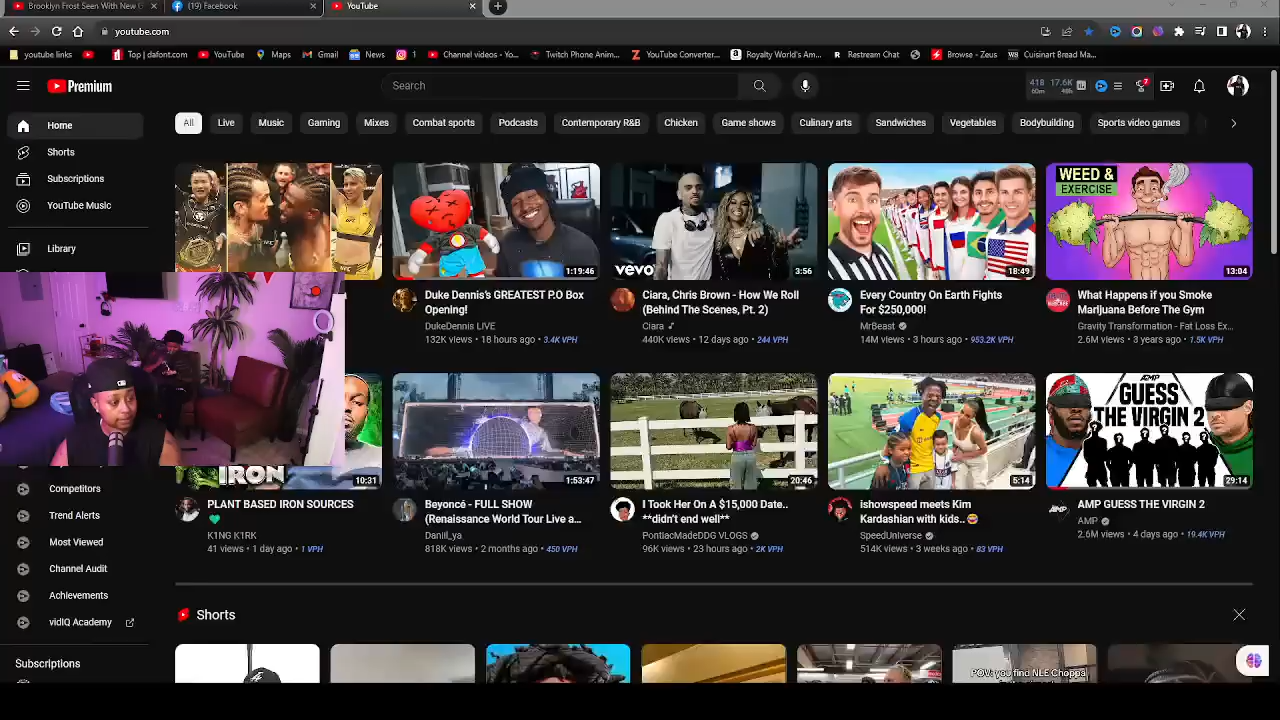 Brooklyn Frost Seen With New
(19) Facebook
YouTube
youtube.com
youtube links
Top | dafont.com
YouTube
Maps
Gmail
News
1
Channel videos - Yo...
Twitch Phone Anim...
YouTube Converter...
Royalty World's Am...
Restream Chat
Browse - Zeus
Cuisinart Bread Ma...
Premium
Search
418 17.6K
60m 48h
7
Home
Shorts
Subscriptions
YouTube Music
Library
All
Live
Music
Gaming
Mixes
Combat sports
Podcasts
Contemporary R&B
Chicken
Game shows
Culinary arts
Sandwiches
Vegetables
Bodybuilding
Sports video games
1:19:46
vevo
3:56
18:49
WEED &
EXERCISE
13:04
Duke Dennis's GREATEST P.O Box
Opening!
DukeDennis LIVE
132K views • 18 hours ago • 3.4K VPH
Ciara, Chris Brown - How We Roll
(Behind The Scenes, Pt. 2)
Ciara
440K views • 12 days ago • 244 VPH
Every Country On Earth Fights
For $250,000!
MrBeast
14M views • 3 hours ago • 953.2K VPH
What Happens if you Smoke
Marijuana Before The Gym
Gravity Transformation - Fat Loss Ex...
2.6M views • 3 years ago • 1.5K VPH
IRON
10:31
1:53:47
20:46
5:14
AMP
GUESS
THE VIRGIN 2
29:14
PLANT BASED IRON SOURCES
K1NG K1RK
41 views • 1 day ago • 1 VPH
Beyoncé - FULL SHOW
(Renaissance World Tour Live a...
Daniil_ya
818K views • 2 months ago • 450 VPH
I Took Her On A $15,000 Date..
**didn't end well**
PontiacMadeDDG VLOGS
96K views • 23 hours ago • 2K VPH
ishowspeed meets Kim
Kardashian with kids..😂
SpeedUniverse
514K views • 3 weeks ago • 83 VPH
AMP GUESS THE VIRGIN 2
AMP
2.6M views • 4 days ago • 19.4K VPH
Competitors
Trend Alerts
Most Viewed
Channel Audit
Achievements
vidIQ Academy
Subscriptions
Shorts
POV: you find NLE Choppa